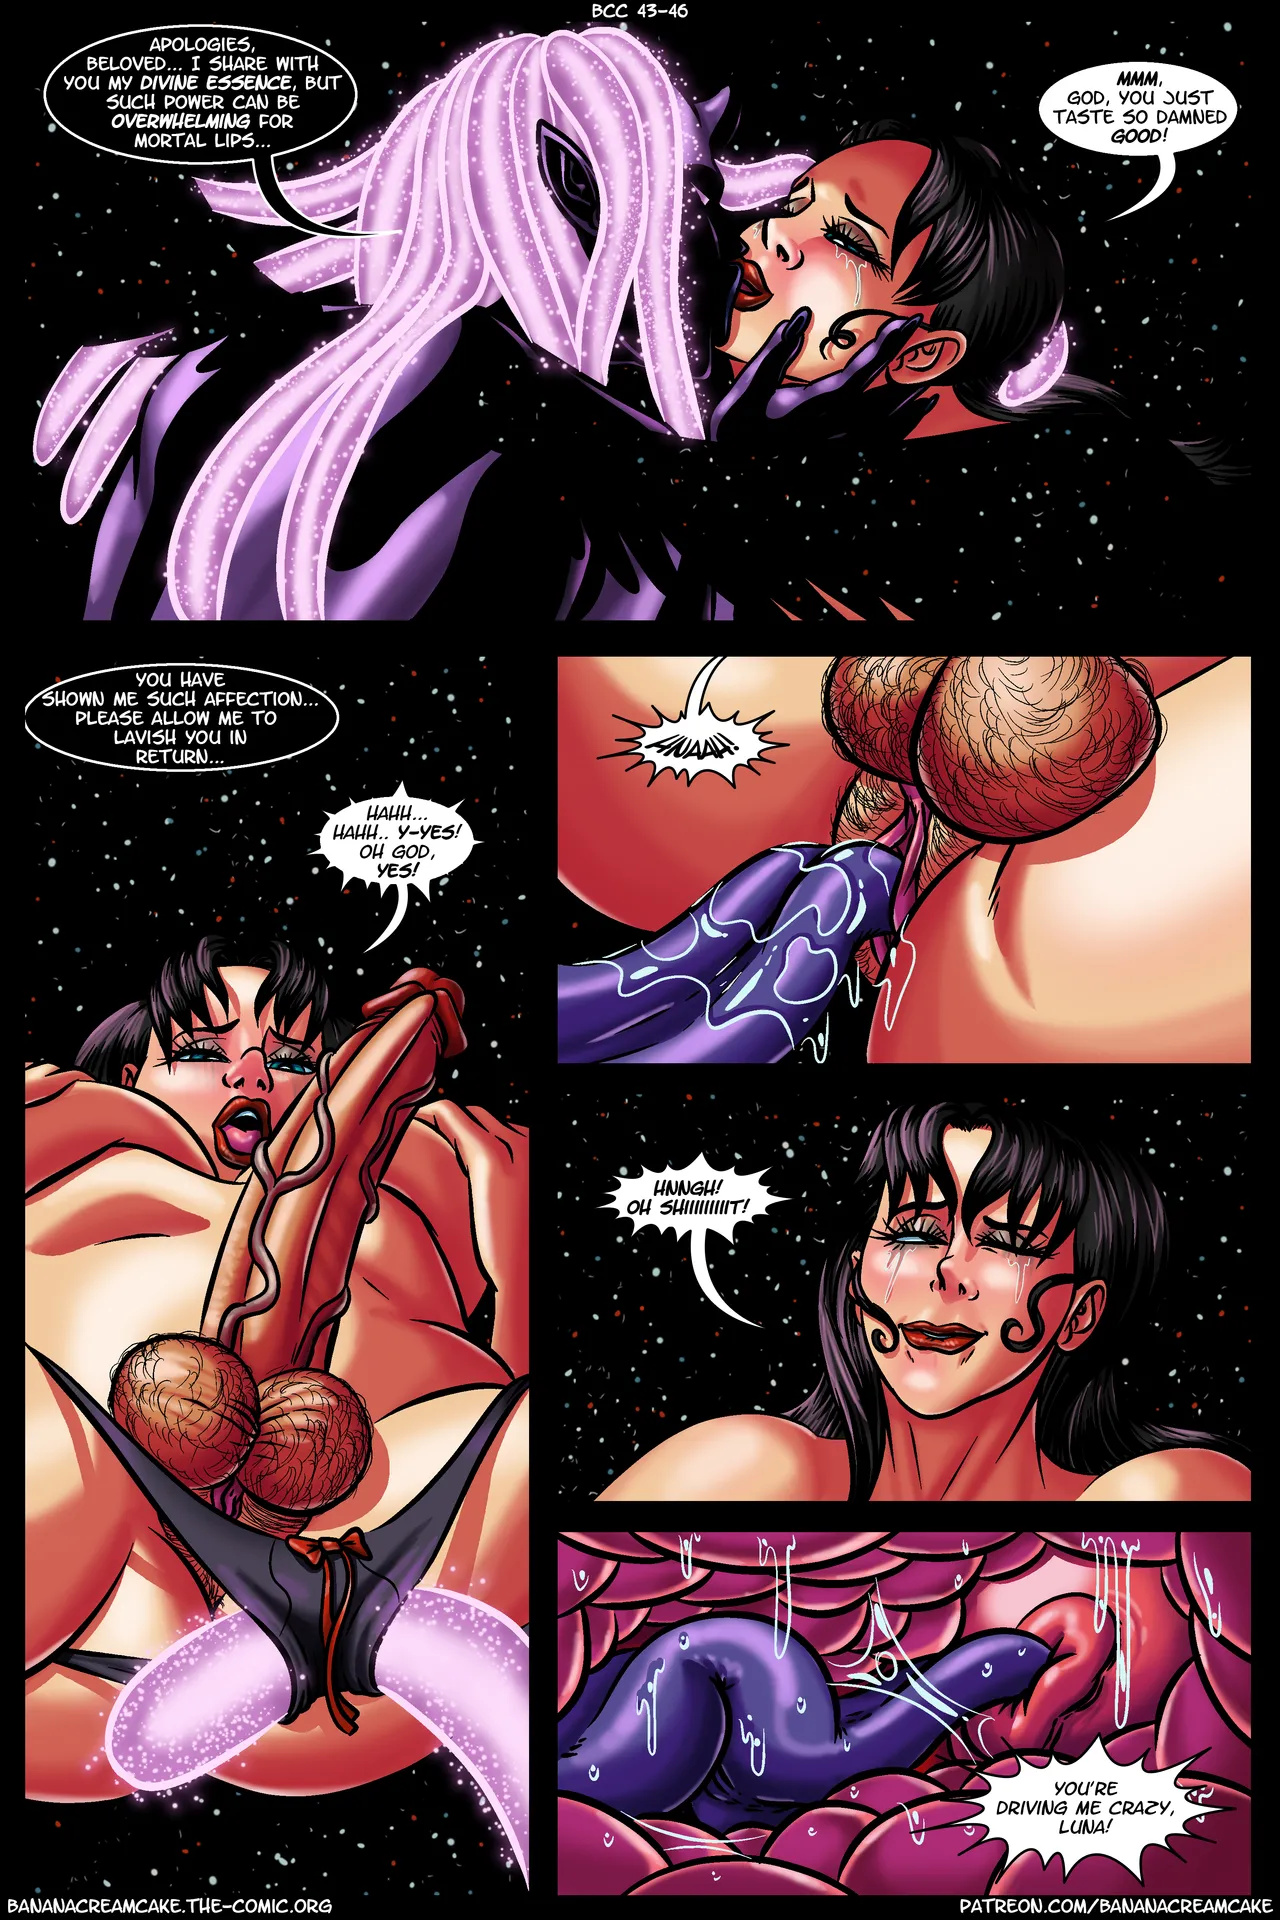 BCC 43-46
APOLOGIES,
BELOVED... I SHARE WITH
YOU MY DIVINE ESSENCE, BUT
SUCH POWER CAN BE
OVERWHELMING FOR
MORTAL LIPS...
MMM,
GOD, YOU JUST
TASTE SO DAMNED
GOOD!
YOU HAVE
SHOWN ME SUCH AFFECTION...
PLEASE ALLOW ME TO
LAVISH YOU IN
RETURN...
HAHH...
HAHH.. Y-YES!
OH GOD,
YES!
HNAAH!
HNNGH!
OH SHIIIIIIIIIT!
YOU'RE
DRIVING ME CRAZY,
LUNA!
BANANACREAMCAKE.THE-COMIC.ORG
PATREON.COM/BANANACREAMCAKE